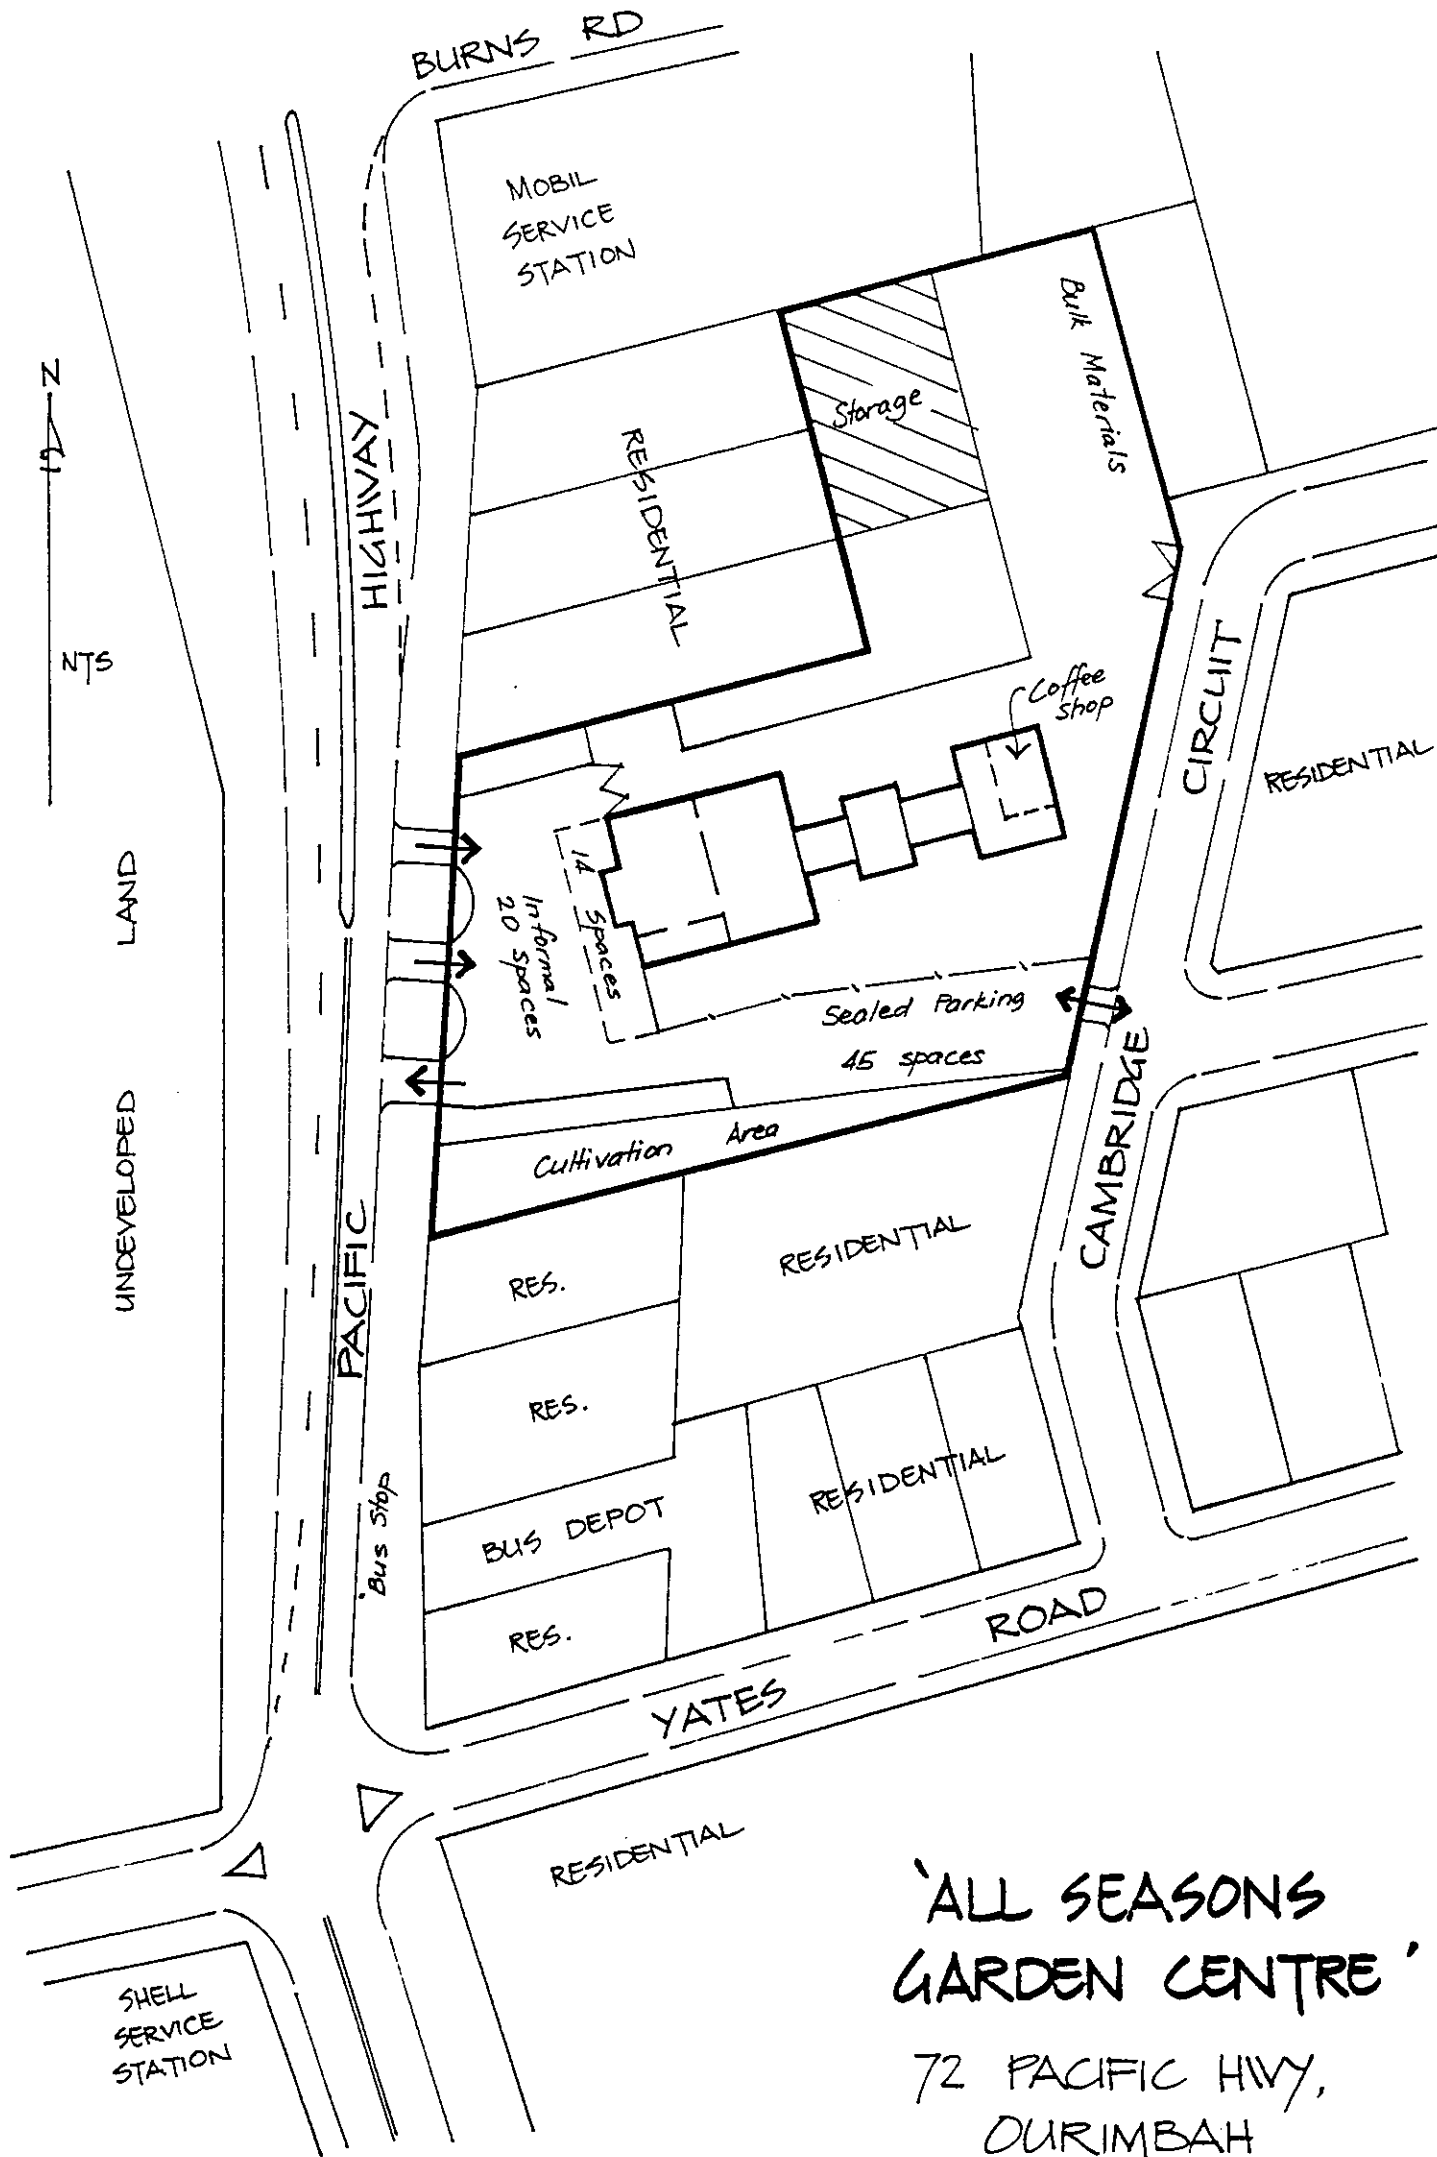 BURNS RD
MOBIL
SERVICE
STATION
Bulk Materials
Storage
N
HIGHWAY
RESIDENTIAL
NTS
Coffee
shop
CIRCUIT
RESIDENTIAL
LAND
14 Spaces
Informal
20 spaces
Sealed Parking
45 spaces
CAMBRIDGE
UNDEVELOPED
Cultivation Area
PACIFIC
RESIDENTIAL
RES.
RES.
Bus Stop
RESIDENTIAL
BUS DEPOT
RES.
YATES ROAD
RESIDENTIAL
'ALL SEASONS
GARDEN CENTRE'
SHELL
SERVICE
STATION
72 PACIFIC HWY,
OURIMBAH